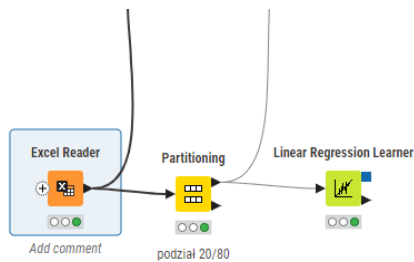 Excel Reader
Partitioning
Linear Regression Learner
Add comment
podział 20/80